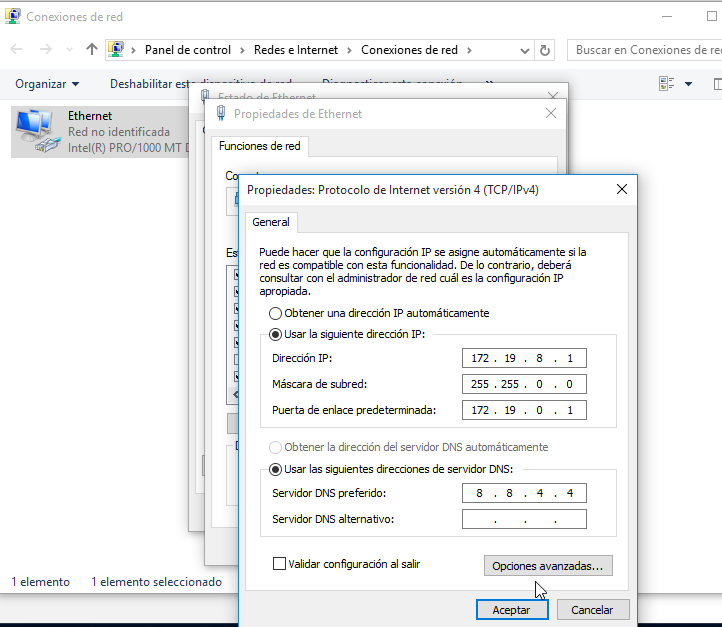 Conexiones de red
Panel de control > Redes e Internet > Conexiones de red >
Buscar en Conexiones de re
Organizar
Deshabilitar este dispositivo de red
Diagnosticar esta conexión
»
Estado de Ethernet
Propiedades de Ethernet
Ethernet
Red no identificada
Intel(R) PRO/1000 MT D
Funciones de red
Propiedades: Protocolo de Internet versión 4 (TCP/IPv4)
General
Puede hacer que la configuración IP se asigne automáticamente si la
red es compatible con esta funcionalidad. De lo contrario, deberá
consultar con el administrador de red cuál es la configuración IP
apropiada.
Obtener una dirección IP automáticamente
Usar la siguiente dirección IP:
Dirección IP: 172 . 19 . 8 . 1
Máscara de subred: 255 . 255 . 0 . 0
Puerta de enlace predeterminada: 172 . 19 . 0 . 1
Obtener la dirección del servidor DNS automáticamente
Usar las siguientes direcciones de servidor DNS:
Servidor DNS preferido: 8 . 8 . 4 . 4
Servidor DNS alternativo: . . .
Validar configuración al salir
Opciones avanzadas...
1 elemento
1 elemento seleccionado
Aceptar
Cancelar